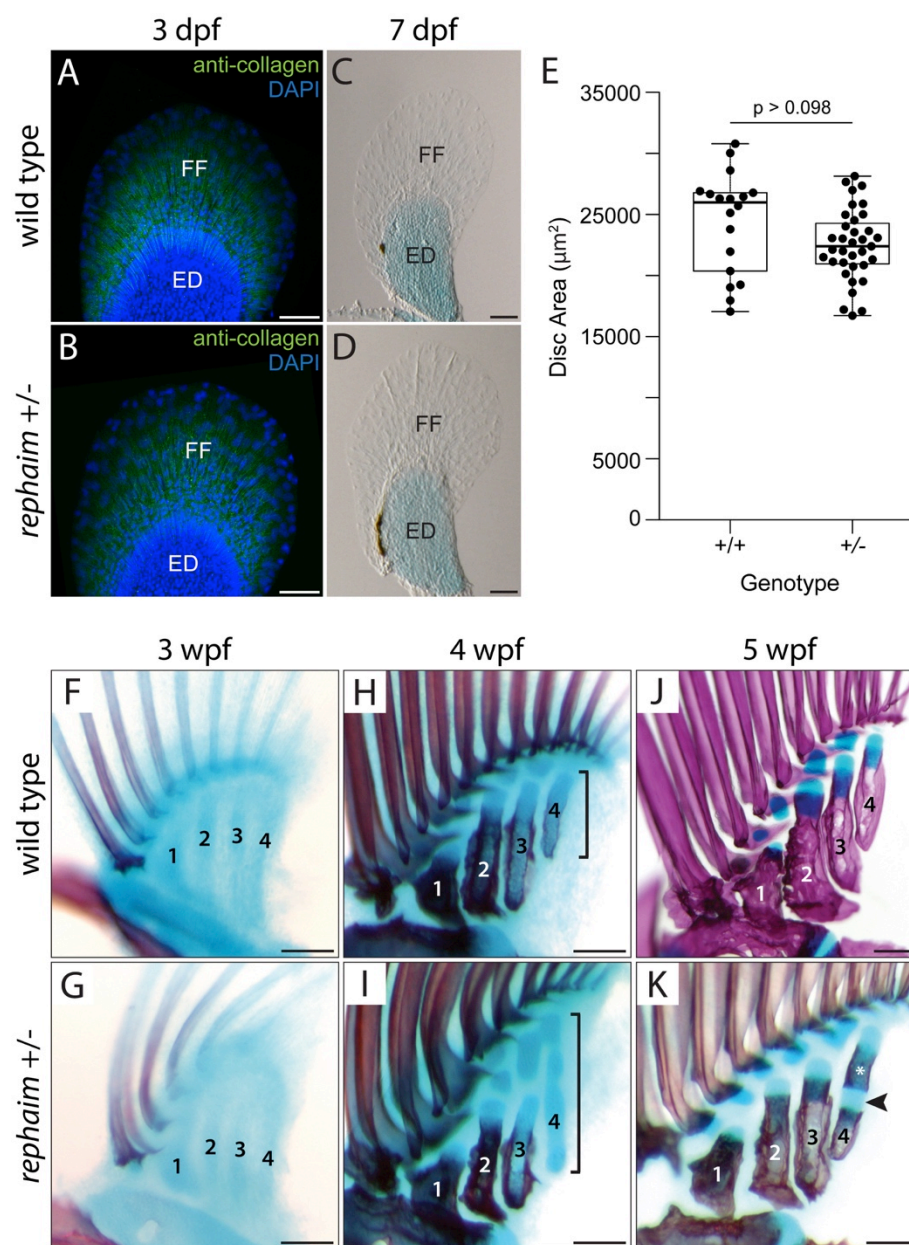 3 dpf
7 dpf
wild type
A
anti-collagen
DAPI
FF
ED
C
FF
ED
rephaim +/-
B
anti-collagen
DAPI
FF
ED
D
FF
ED
E
Disc Area (µm²)
35000
25000
15000
5000
0
p > 0.098
+/+
+/-
Genotype
3 wpf
4 wpf
5 wpf
wild type
F
1 2 3 4
H
1 2 3 4
J
1 2 3 4
rephaim +/-
G
1 2 3 4
I
1 2 3 4
K
*
1 2 3 4